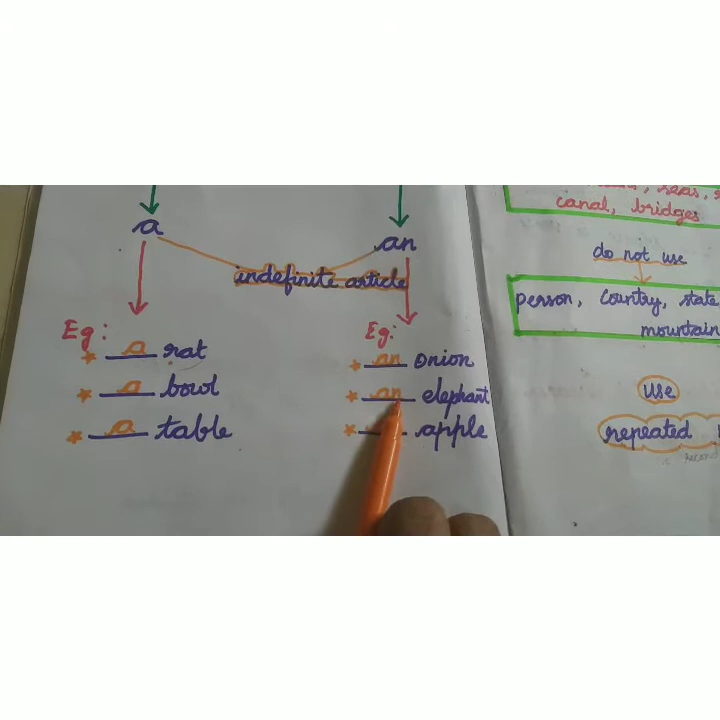 a
an
indefinite article
Eg:
* a rat
* a bowl
* a table
Eg:
* an onion
* an elephant
* apple
seas,
canal, bridges
do not use
person, country, state
mountain
use
repeated